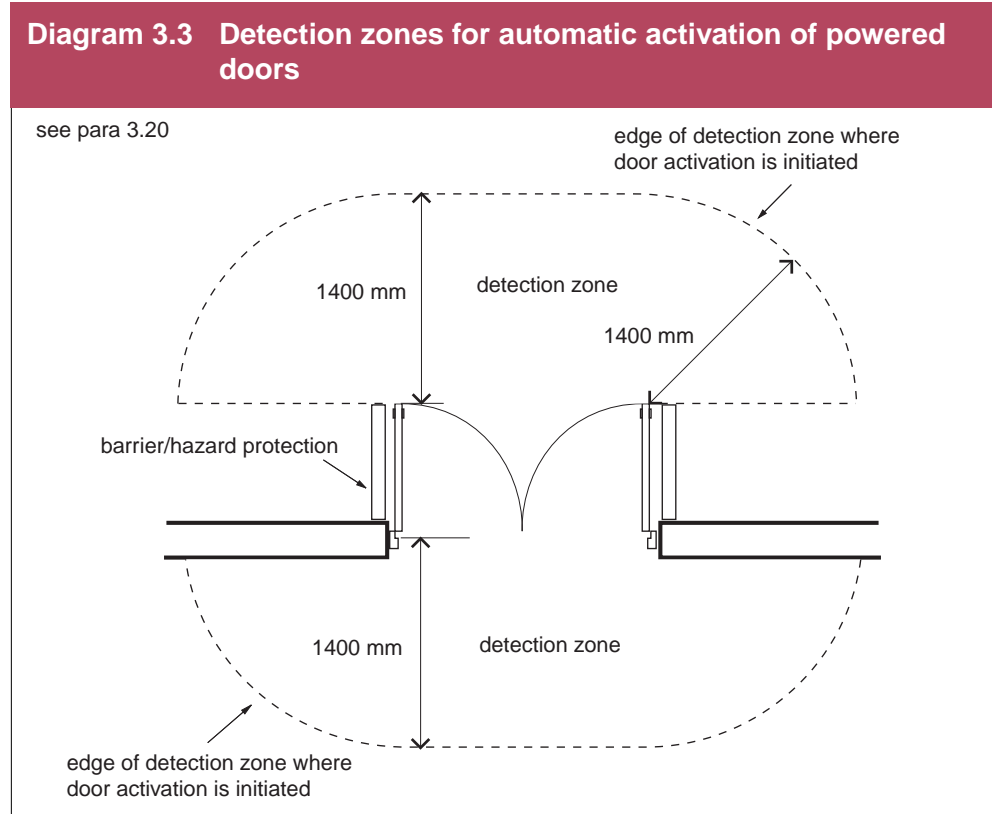 Diagram 3.3 Detection zones for automatic activation of powered
doors
see para 3.20
edge of detection zone where
door activation is initiated
1400 mm
detection zone
1400 mm
barrier/hazard protection
1400 mm
detection zone
edge of detection zone where
door activation is initiated